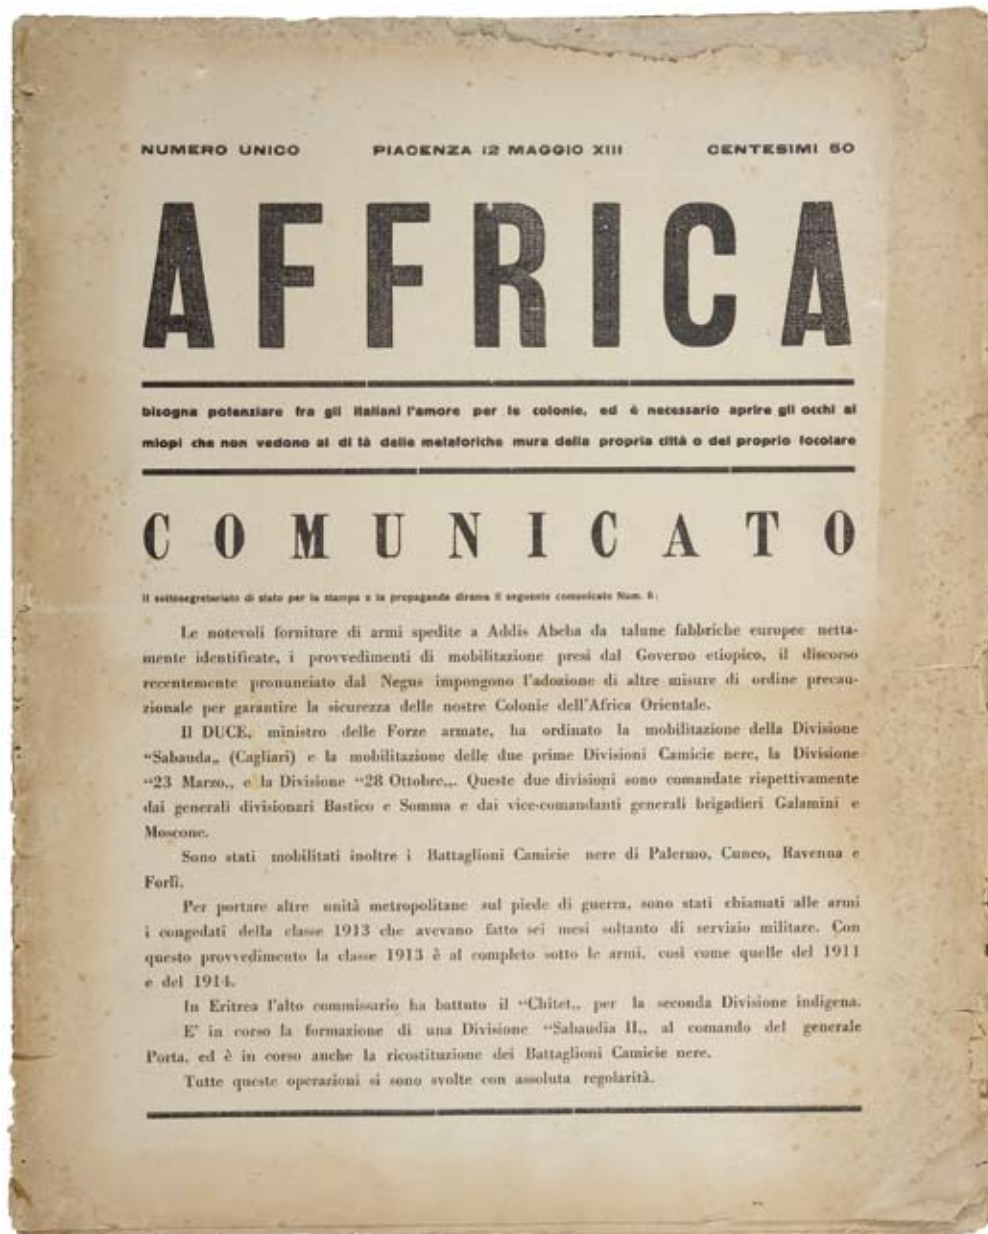 NUMERO UNICO PIACENZA 12 MAGGIO XIII CENTESIMI 50
AFFRICA
bisogna potenziare fra gli italiani l'amore per le colonie, ed è necessario aprire gli occhi ai
miopi che non vedono al di là delle metaforiche mura della propria città o del proprio focolare
COMUNICATO
Il sottosegretariato di stato per la stampa e la propaganda dirama il seguente comunicato Num. 5:
Le notevoli forniture di armi spedite a Addis Abeba da talune fabbriche europee netta-
mente identificate, i provvedimenti di mobilitazione presi dal Governo etiopico, il discorso
recentemente pronunciato dal Negus impongono l'adozione di altre misure di ordine precau-
zionale per garantire la sicurezza delle nostre Colonie dell'Africa Orientale.
Il DUCE, ministro delle Forze armate, ha ordinato la mobilitazione della Divisione
“Sabauda„ (Cagliari) e la mobilitazione delle due prime Divisioni Camicie nere, la Divisione
“23 Marzo„ e la Divisione “28 Ottobre„. Queste due divisioni sono comandate rispettivamente
dai generali divisionari Bastico e Somma e dai vice-comandanti generali brigadieri Galamini e
Moscone.
Sono stati mobilitati inoltre i Battaglioni Camicie nere di Palermo, Cuneo, Ravenna e
Forlì.
Per portare altre unità metropolitane sul piede di guerra, sono stati chiamati alle armi
i congedati della classe 1913 che avevano fatto sei mesi soltanto di servizio militare. Con
questo provvedimento la classe 1913 è al completo sotto le armi, così come quelle del 1911
e del 1914.
In Eritrea l'alto commissario ha battuto il “Chitet„ per la seconda Divisione indigena.
E' in corso la formazione di una Divisione “Sabaudia II„ al comando del generale
Porta, ed è in corso anche la ricostituzione dei Battaglioni Camicie nere.
Tutte queste operazioni si sono svolte con assoluta regolarità.